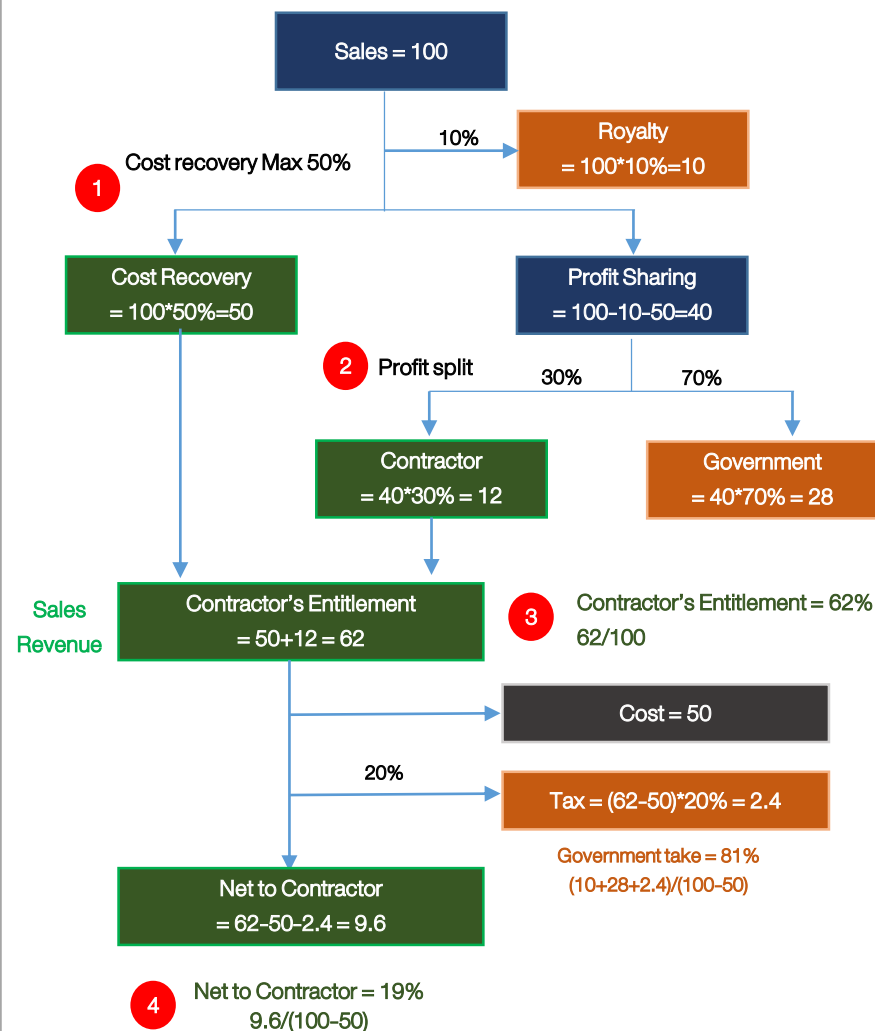 Sales = 100
10%
Royalty
= 100*10%=10
Cost recovery Max 50%
1
Cost Recovery
= 100*50%=50
Profit Sharing
= 100-10-50=40
2
Profit split
30%
70%
Contractor
= 40*30% = 12
Government
= 40*70% = 28
Sales
Revenue
Contractor's Entitlement
= 50+12 = 62
3
Contractor's Entitlement = 62%
62/100
Cost = 50
20%
Tax = (62-50)*20% = 2.4
Government take = 81%
(10+28+2.4)/(100-50)
Net to Contractor
= 62-50-2.4 = 9.6
4
Net to Contractor = 19%
9.6/(100-50)